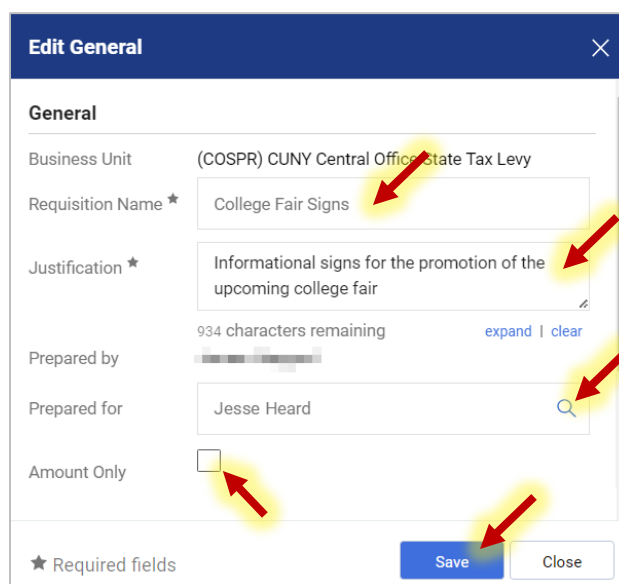 Edit General
General
Business Unit (COSPR) CUNY Central Office State Tax Levy
Requisition Name ★ College Fair Signs
Justification ★ Informational signs for the promotion of the
upcoming college fair
934 characters remaining expand | clear
Prepared by
Prepared for Jesse Heard
Amount Only
★ Required fields Save Close